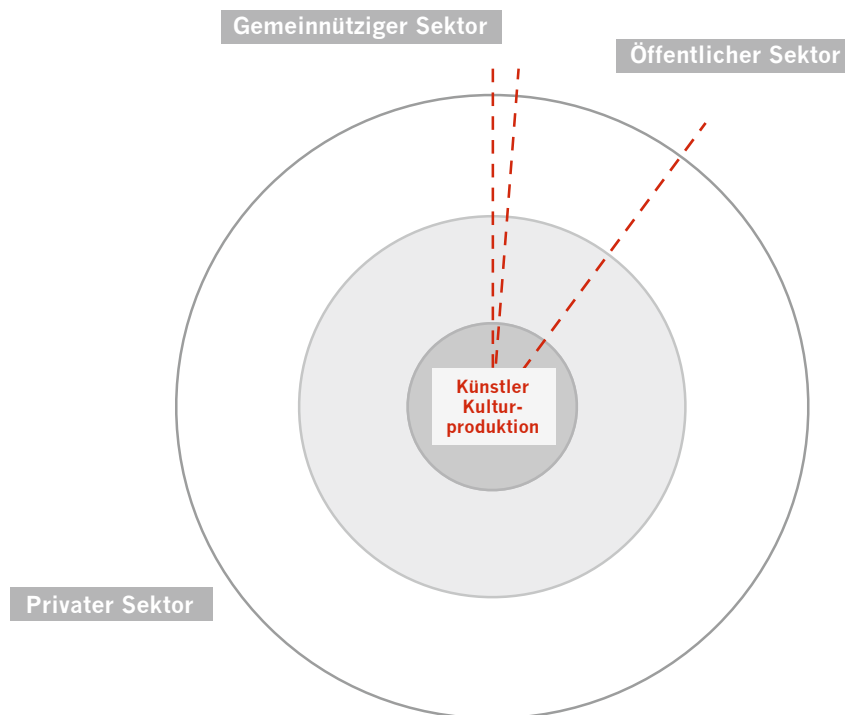 Gemeinnütziger Sektor
Öffentlicher Sektor
Künstler
Kultur-
produktion
Privater Sektor